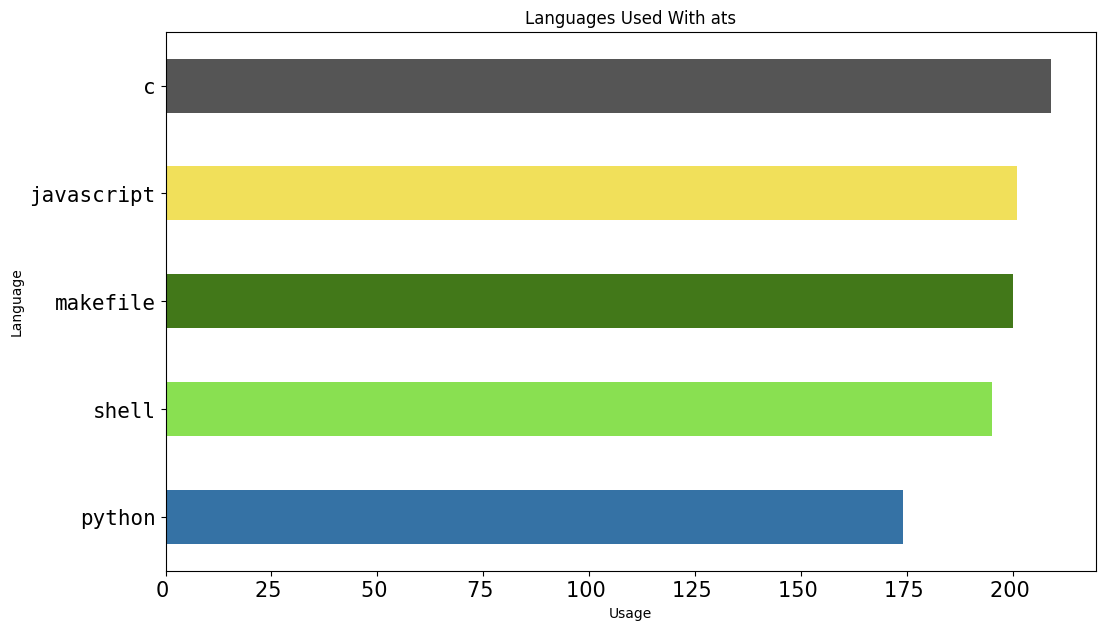 Languages Used With ats
c
javascript
makefile
shell
python
Language
0 25 50 75 100 125 150 175 200
Usage